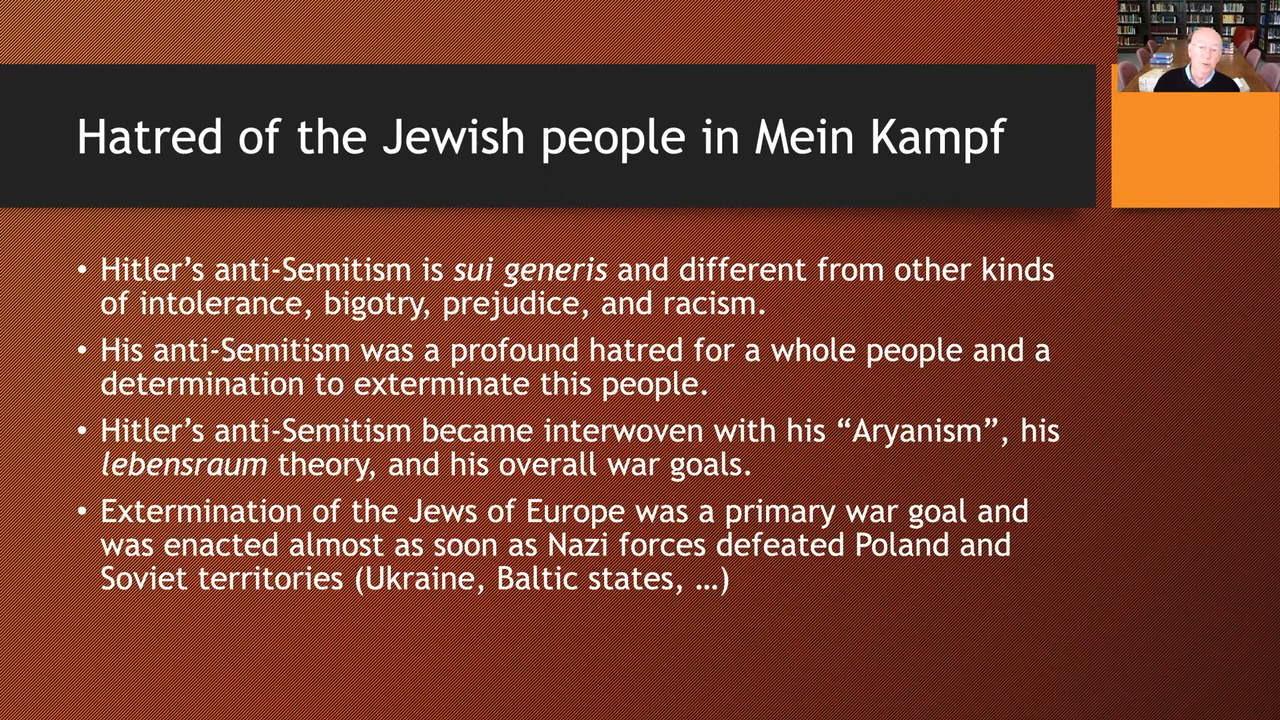 Hatred of the Jewish people in Mein Kampf
• Hitler’s anti-Semitism is sui generis and different from other kinds
of intolerance, bigotry, prejudice, and racism.
• His anti-Semitism was a profound hatred for a whole people and a
determination to exterminate this people.
• Hitler’s anti-Semitism became interwoven with his “Aryanism”, his
lebensraum theory, and his overall war goals.
• Extermination of the Jews of Europe was a primary war goal and
was enacted almost as soon as Nazi forces defeated Poland and
Soviet territories (Ukraine, Baltic states, …)